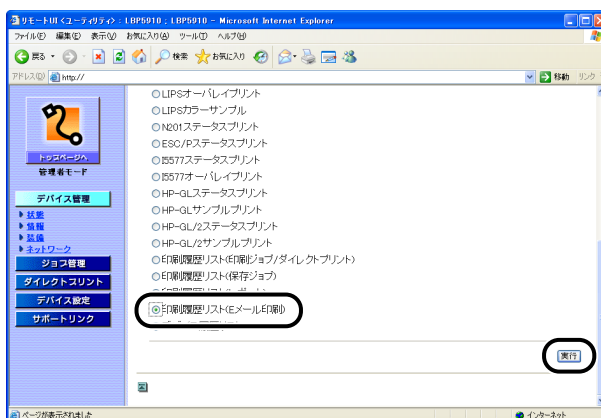 リモートUI <ユーティリティ> : LBP5910 ; LBP5910 - Microsoft Internet Explorer
ファイル(F) 編集(E) 表示(V) お気に入り(A) ツール(T) ヘルプ(H)
戻る 検索 お気に入り
アドレス(D) http:// 移動 リンク
トップページへ
管理者モード
デバイス管理
状態
情報
装備
ネットワーク
ジョブ管理
ダイレクトプリント
デバイス設定
サポートリンク
LIPSオーバレイプリント
LIPSカラーサンプル
N201ステータスプリント
ESC/Pステータスプリント
I5577ステータスプリント
I5577オーバレイプリント
HP-GLステータスプリント
HP-GLサンプルプリント
HP-GL/2ステータスプリント
HP-GL/2サンプルプリント
印刷履歴リスト(印刷ジョブ/ダイレクトプリント)
印刷履歴リスト(保存ジョブ)
印刷履歴リスト(Eメール印刷)
実行
ページが表示されました インターネット